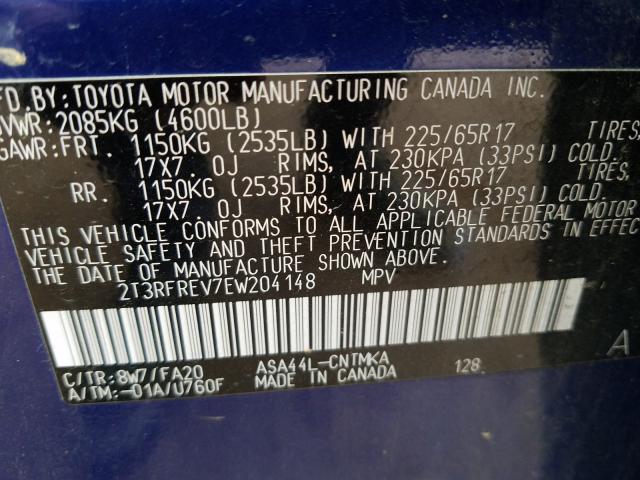 FD.BY:TOYOTA MOTOR MANUFACTURING CANADA INC.
VWR:2085KG (4600LB)
GAWR:FRT. 1150KG (2535LB) WITH 225/65R17 TIRES,
17X7.0J RIMS, AT 230KPA (33PSI) COLD.
RR. 1150KG (2535LB) WITH 225/65R17 TIRES,
17X7.0J RIMS, AT 230KPA (33PSI) COLD.
THIS VEHICLE CONFORMS TO ALL APPLICABLE FEDERAL MOTOR
VEHICLE SAFETY AND THEFT PREVENTION STANDARDS IN EFFEC
THE DATE OF MANUFACTURE SHOWN ABOVE.
2T3RFREV7EW204148 MPV
C/TR:8W7/FA20 ASA44L-CNTMKA 128 A
A/TM:-01A/U760F MADE IN CANADA